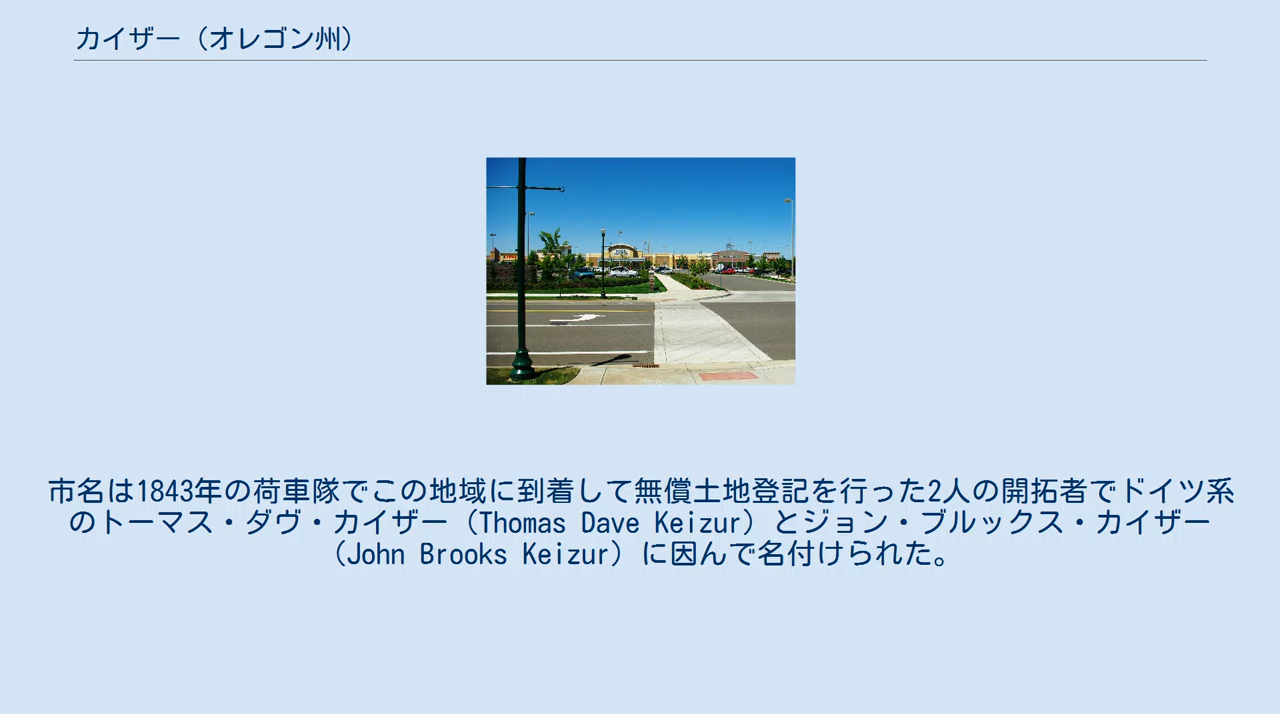 カイザー（オレゴン州）
市名は1843年の荷車隊でこの地域に到着して無償土地登記を行った2人の開拓者でドイツ系
のトーマス・ダヴ・カイザー（Thomas Dave Keizur）とジョン・ブルックス・カイザー
（John Brooks Keizur）に因んで名付けられた。